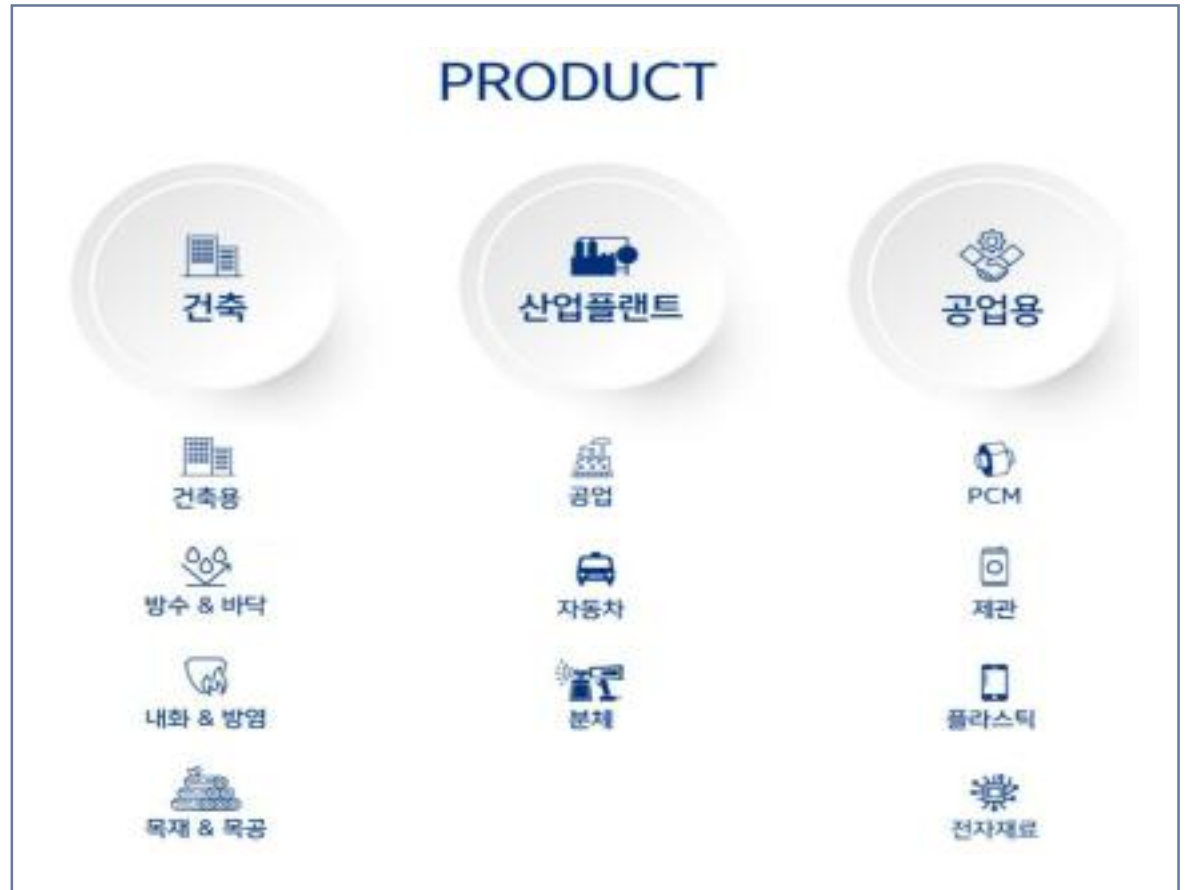 PRODUCT
건축
산업플랜트
공업용
건축용
공업
PCM
방수 & 바닥
자동차
제관
내화 & 방염
분체
플라스틱
목재 & 목공
전자재료